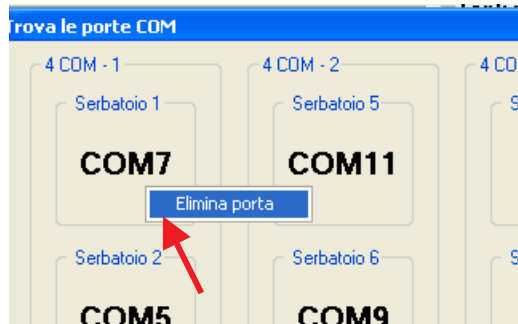 Trova le porte COM
4 COM - 1
4 COM - 2
4 CO
Serbatoio 1
Serbatoio 5
S
COM7
COM11
Elimina porta
Serbatoio 2
Serbatoio 6
S
COM5
COM9